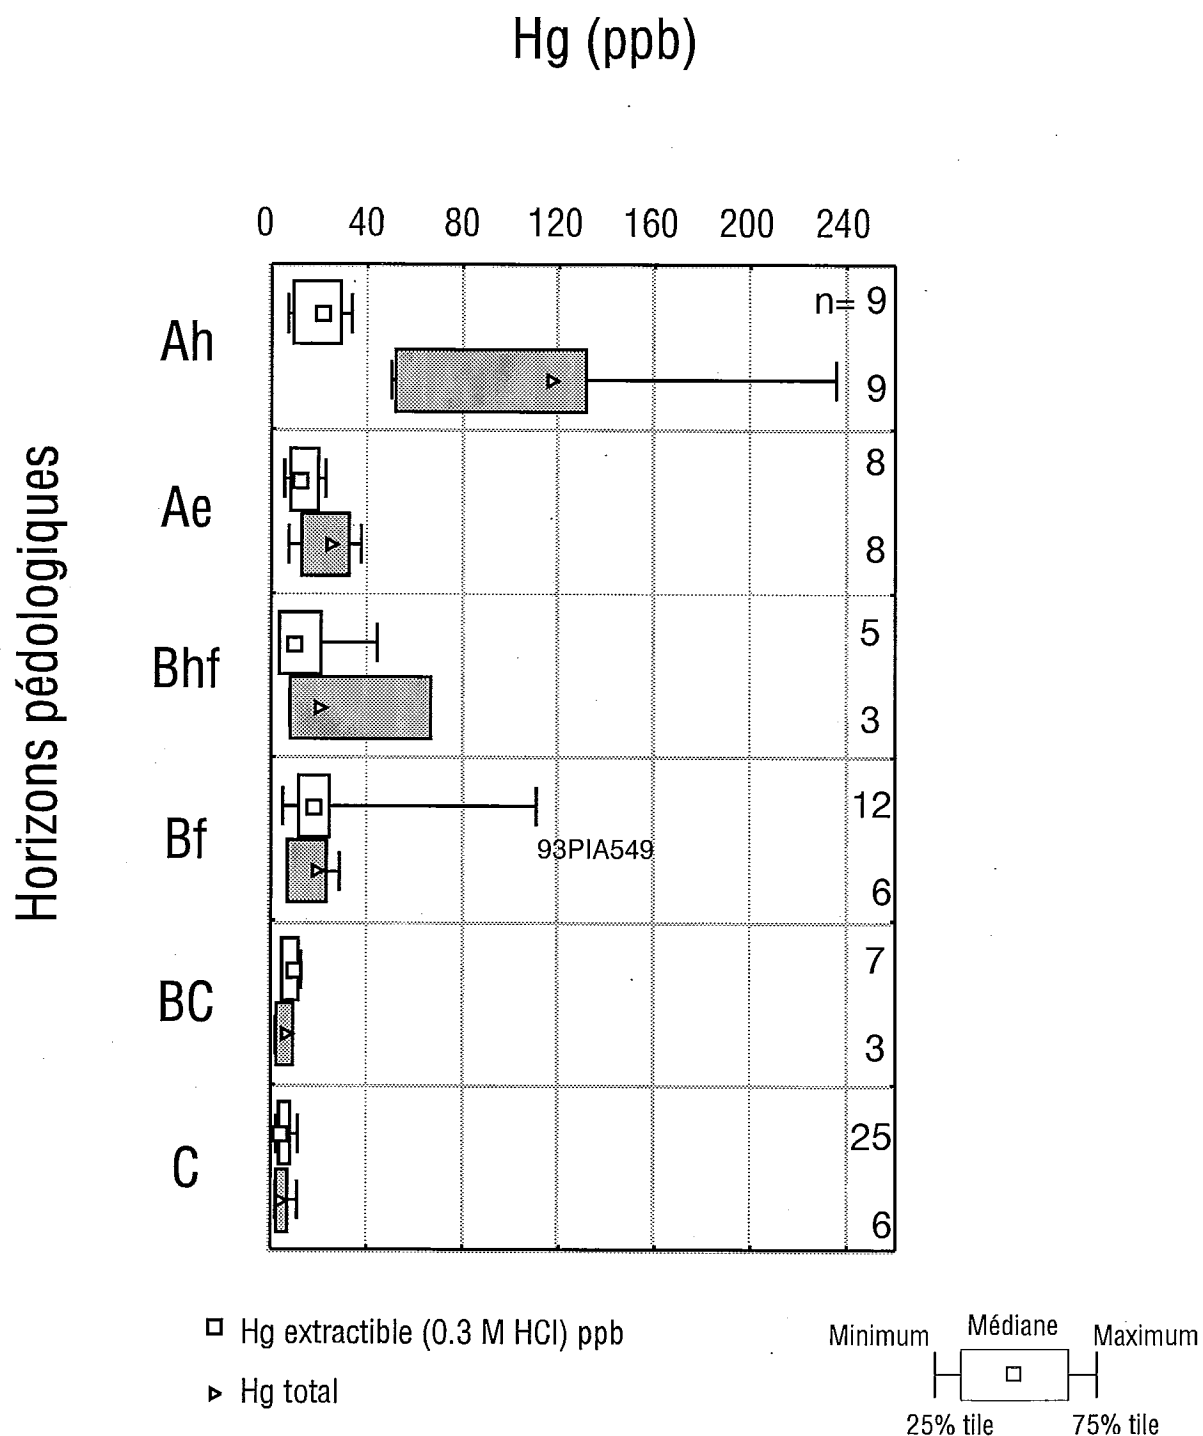 Hg (ppb)
0 40 80 120 160 200 240
Horizons pédologiques
Ah
n= 9
9
Ae
8
8
Bhf
5
3
Bf
12
93PIA549
6
BC
7
3
C
25
6
Hg extractible (0.3 M HCl) ppb
Hg total
Minimum Médiane Maximum
25% tile 75% tile